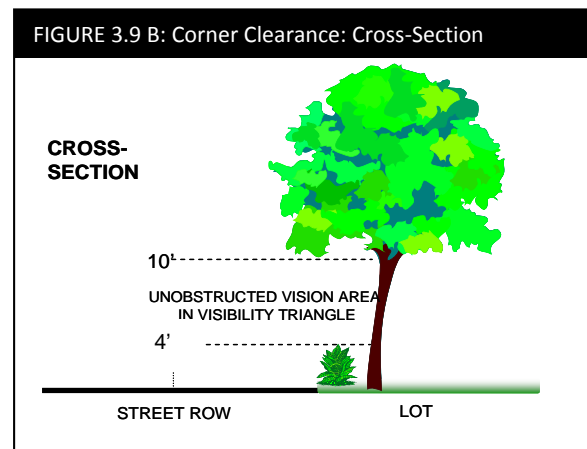 FIGURE 3.9 B: Corner Clearance: Cross-Section
CROSS-
SECTION
10'
UNOBSTRUCTED VISION AREA
IN VISIBILITY TRIANGLE
4’
STREET ROW
LOT